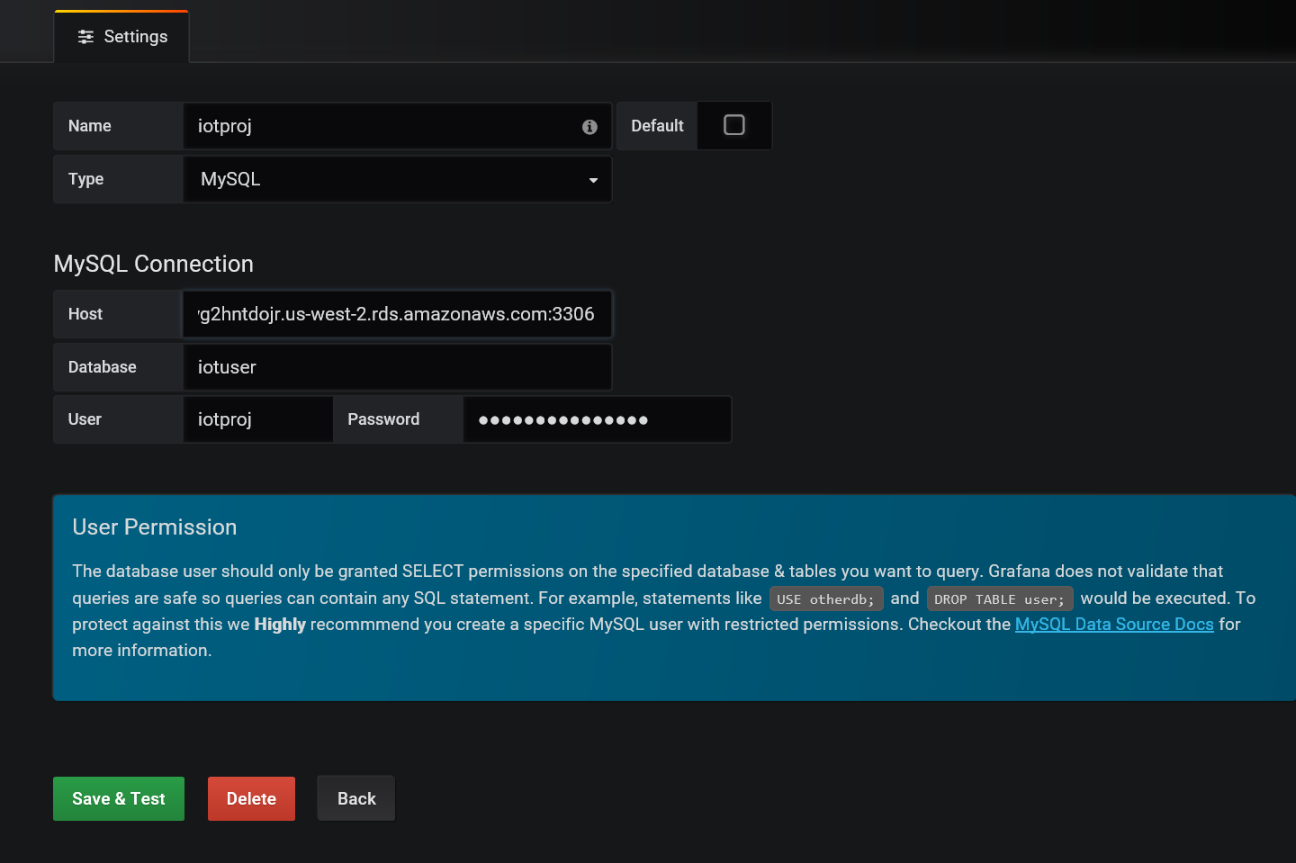 Settings
Name iotproj Default
Type MySQL
MySQL Connection
Host g2hntdojr.us-west-2.rds.amazonaws.com:3306
Database iotuser
User iotproj Password ●●●●●●●●●●●●●●●
User Permission
The database user should only be granted SELECT permissions on the specified database & tables you want to query. Grafana does not validate that
queries are safe so queries can contain any SQL statement. For example, statements like USE otherdb; and DROP TABLE user; would be executed. To
protect against this we Highly recommmend you create a specific MySQL user with restricted permissions. Checkout the MySQL Data Source Docs for
more information.
Save & Test Delete Back